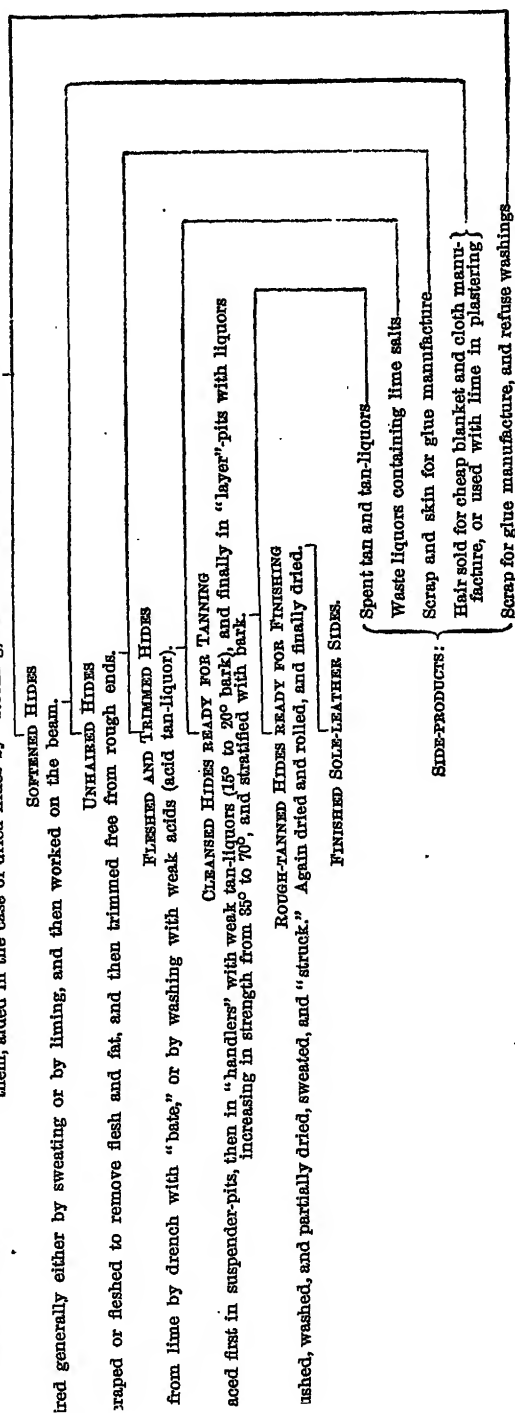 them, aided in the case of dried hides by
SOFTENED HIDES
ired generally either by sweating or by liming, and then worked on the beam.
UNHAIRED HIDES
craped or fleshed to remove flesh and fat, and then trimmed free from rough ends.
FLESHED AND TRIMMED HIDES
from lime by drench with "bate," or by washing with weak acids (acid tan-liquor).
CLEANSED HIDES READY FOR TANNING
aced first in suspender-pits, then in "handlers" with weak tan-liquors (15° to 20° bark), and finally in "layer"-pits with liquors
increasing in strength from 35° to 70°, and stratified with bark.
ROUGH-TANNED HIDES READY FOR FINISHING
ushed, washed, and partially dried, sweated, and "struck." Again dried and rolled, and finally dried.
FINISHED SOLE-LEATHER SIDES.
SIDE-PRODUCTS:
Spent tan and tan-liquors
Waste liquors containing lime salts
Scrap and skin for glue manufacture
Hair sold for cheap blanket and cloth manu-
facture, or used with lime in plastering
Scrap for glue manufacture, and refuse washings